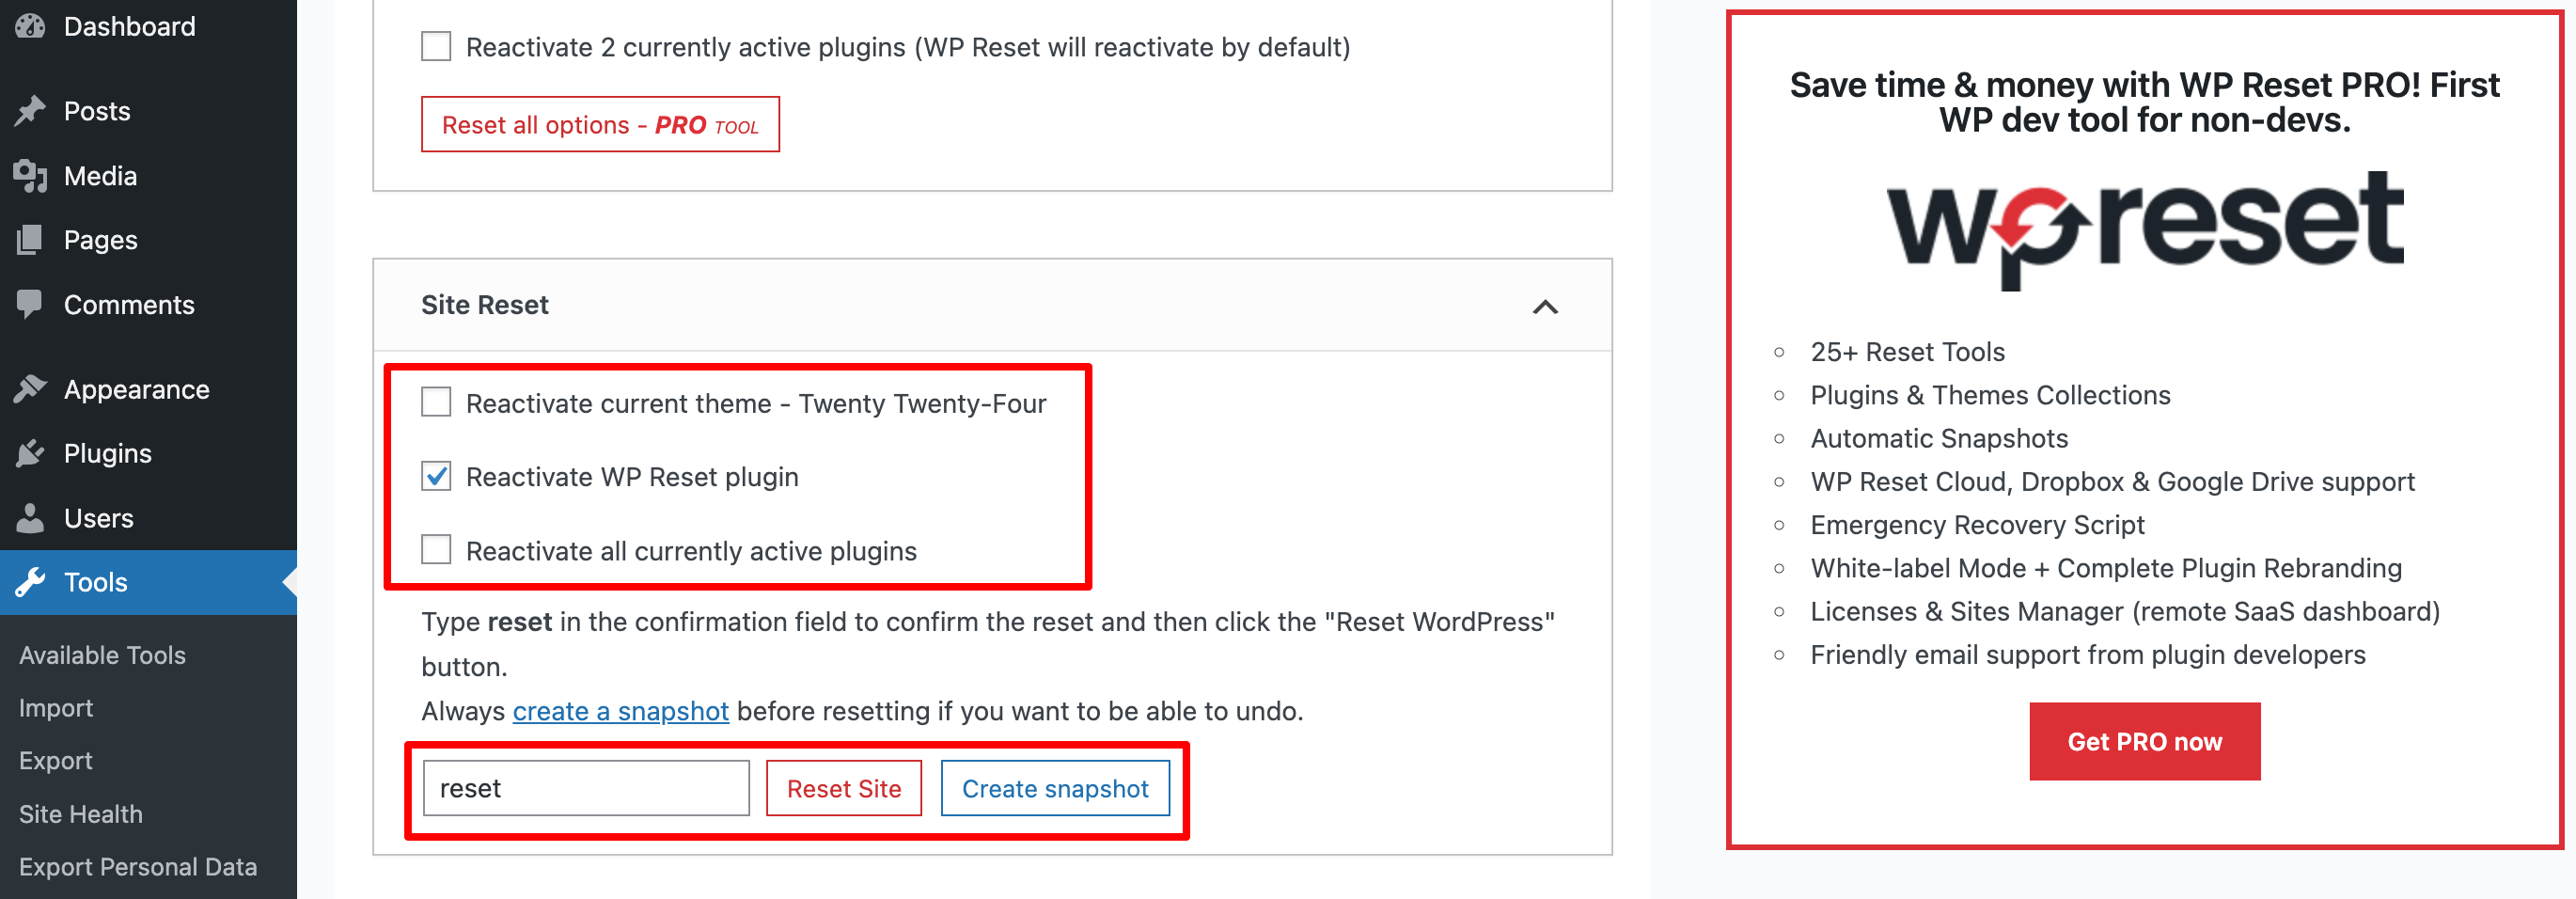 Dashboard
Posts
Media
Pages
Comments
Appearance
Plugins
Users
Tools
Available Tools
Import
Export
Site Health
Export Personal Data
Reactivate 2 currently active plugins (WP Reset will reactivate by default)
Reset all options - PRO TOOL
Site Reset
Reactivate current theme - Twenty Twenty-Four
Reactivate WP Reset plugin
Reactivate all currently active plugins
Type reset in the confirmation field to confirm the reset and then click the "Reset WordPress"
button.
Always create a snapshot before resetting if you want to be able to undo.
reset
Reset Site
Create snapshot
Save time & money with WP Reset PRO! First
WP dev tool for non-devs.
wpreset
25+ Reset Tools
Plugins & Themes Collections
Automatic Snapshots
WP Reset Cloud, Dropbox & Google Drive support
Emergency Recovery Script
White-label Mode + Complete Plugin Rebranding
Licenses & Sites Manager (remote SaaS dashboard)
Friendly email support from plugin developers
Get PRO now